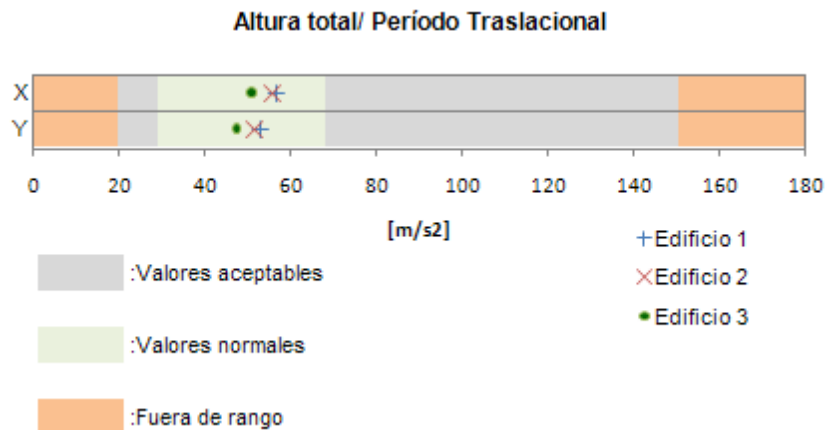 Altura total/ Período Traslacional
X
Y
0 20 40 60 80 100 120 140 160 180
[m/s2]
Edificio 1
Edificio 2
Edificio 3
:Valores aceptables
:Valores normales
:Fuera de rango